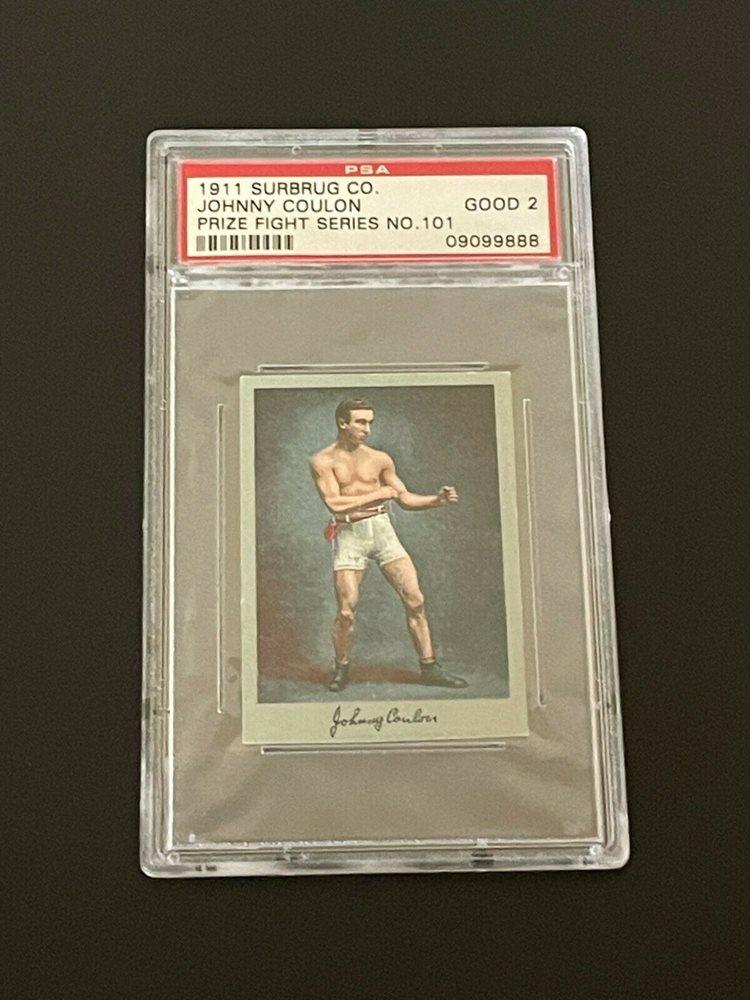 PSA
1911 SURBRUG CO.
JOHNNY COULON GOOD 2
PRIZE FIGHT SERIES NO.101
09099888
Johnny Coulon